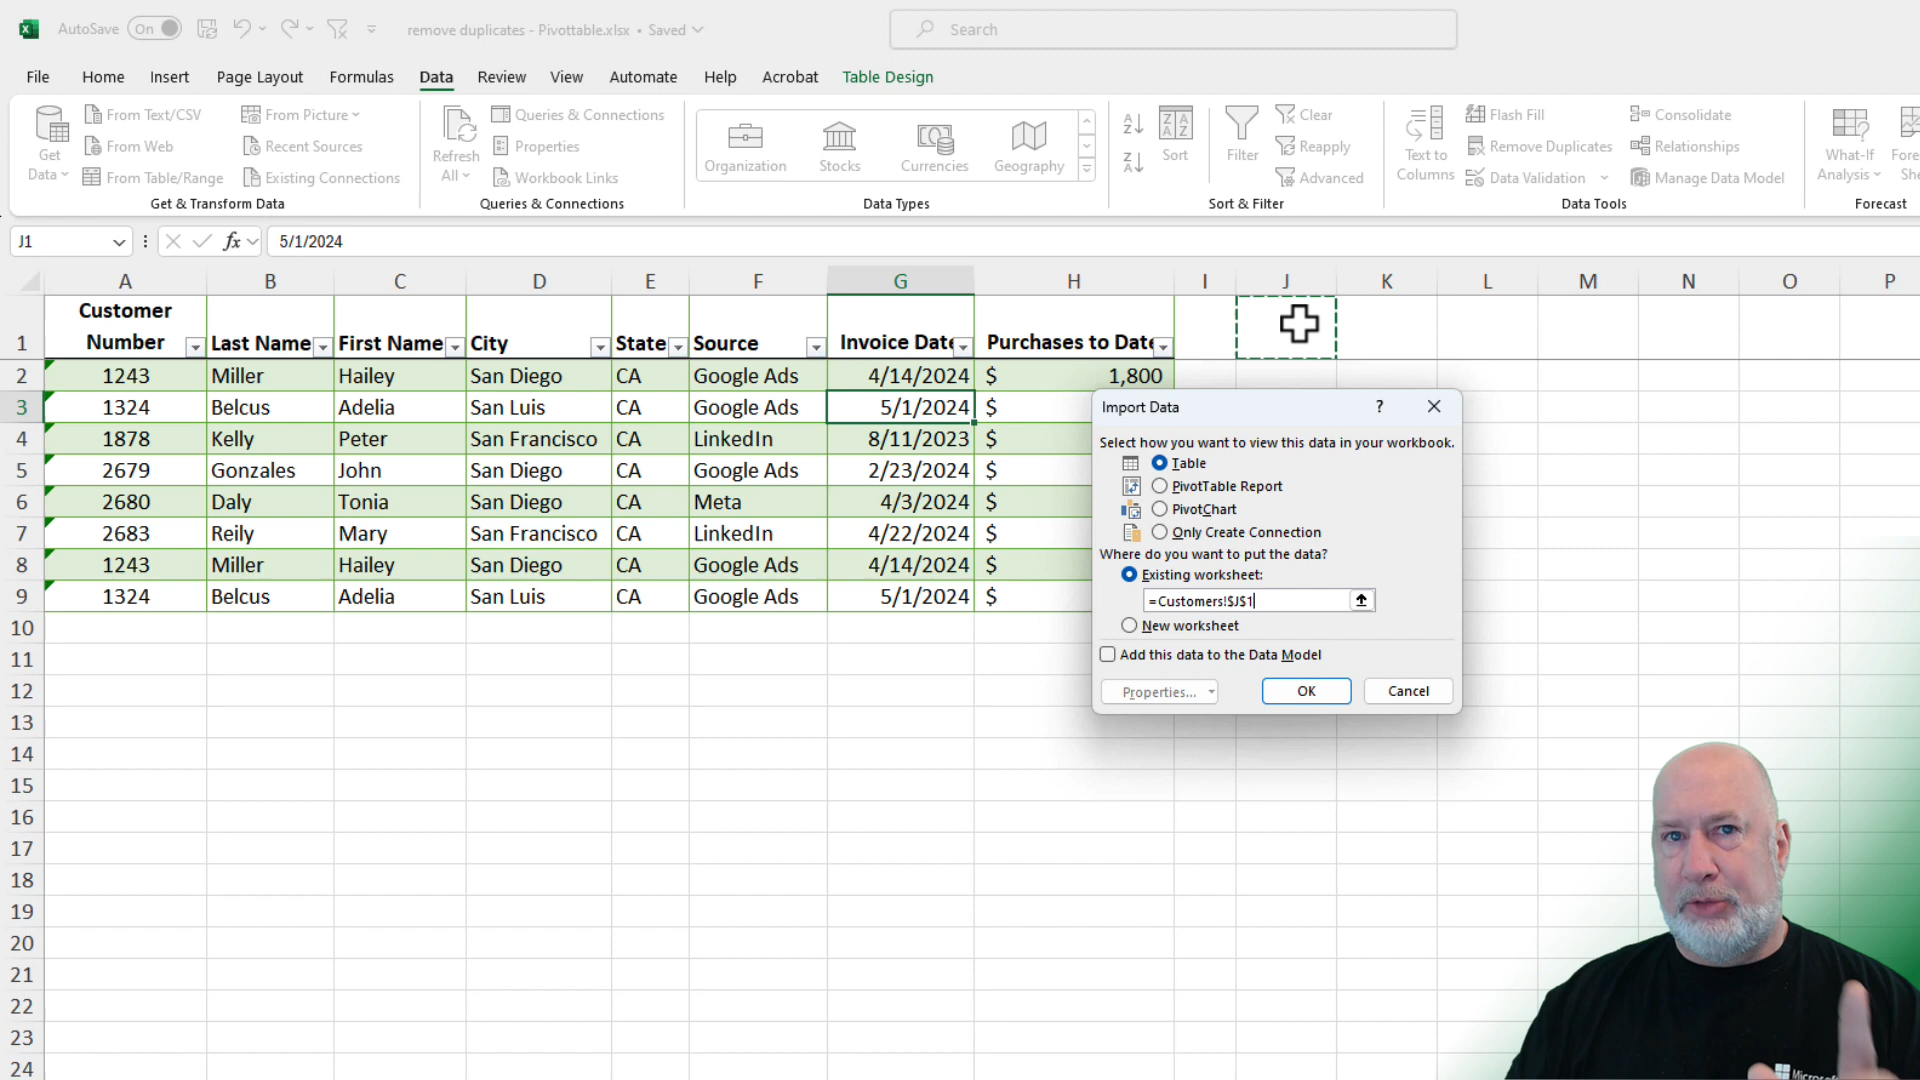 AutoSave On remove duplicates - Pivottable.xlsx • Saved Search
File Home Insert Page Layout Formulas Data Review View Automate Help Acrobat Table Design
Get Data
From Text/CSV
From Web
From Table/Range
From Picture
Recent Sources
Existing Connections
Get & Transform Data
Refresh All
Queries & Connections
Properties
Workbook Links
Queries & Connections
Organization Stocks Currencies Geography
Data Types
Sort
Filter
Clear
Reapply
Advanced
Sort & Filter
Text to Columns
Flash Fill
Remove Duplicates
Data Validation
Consolidate
Relationships
Manage Data Model
Data Tools
What-If Analysis
Forecast
J1 fx 5/1/2024
A B C D E F G H I J K L M N O P
1 Customer Number Last Name First Name City State Source Invoice Date Purchases to Date
2 1243 Miller Hailey San Diego CA Google Ads 4/14/2024 $ 1,800
3 1324 Belcus Adelia San Luis CA Google Ads 5/1/2024 $
4 1878 Kelly Peter San Francisco CA LinkedIn 8/11/2023 $
5 2679 Gonzales John San Diego CA Google Ads 2/23/2024 $
6 2680 Daly Tonia San Diego CA Meta 4/3/2024 $
7 2683 Reily Mary San Francisco CA LinkedIn 4/22/2024 $
8 1243 Miller Hailey San Diego CA Google Ads 4/14/2024 $
9 1324 Belcus Adelia San Luis CA Google Ads 5/1/2024 $
10
11
12
13
14
15
16
17
18
19
20
21
22
23
24
Import Data ?
Select how you want to view this data in your workbook.
Table
PivotTable Report
PivotChart
Only Create Connection
Where do you want to put the data?
Existing worksheet:
=Customers!$J$1
New worksheet
Add this data to the Data Model
Properties... OK Cancel